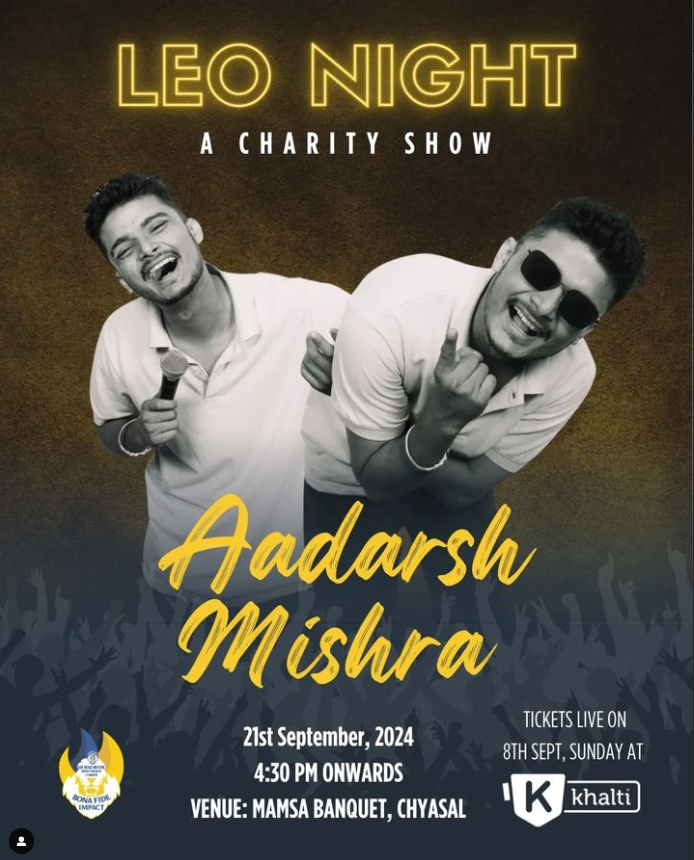 LEO NIGHT
A CHARITY SHOW
Aadarsh
Mishra
21st September, 2024
4:30 PM ONWARDS
VENUE: MAMSA BANQUET, CHYASAL
TICKETS LIVE ON
8TH SEPT, SUNDAY AT
K khalti
BONA FIDE
IMPACT